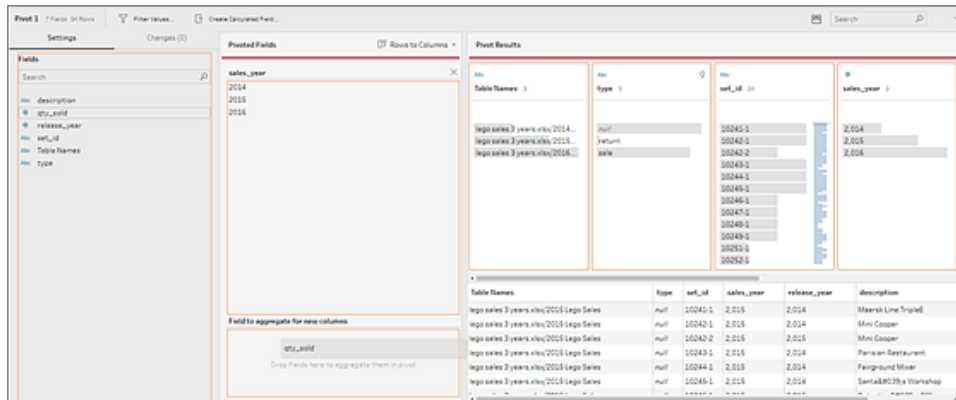 Pivot 1 7 Fields 3K Rows Filter Values... Create Calculated Field... Search
Settings Changes (0)
Fields
Search
Abc description
# qty_sold
# release_year
Abc set_id
Abc Table Names
Abc type
Pivoted Fields Rows to Columns
sales_year
2014
2015
2016
Field to aggregate for new columns
qty_sold
Drop fields here to aggregate them in pivot
Pivot Results
Abc
Table Names 3
lego sales 3 years.xlsx/2014...
lego sales 3 years.xlsx/2015...
lego sales 3 years.xlsx/2016...
Abc
type 3
null
return
sale
Abc
set_id 2K
10241-1
10242-1
10242-2
10243-1
10244-1
10245-1
10246-1
10247-1
10248-1
10249-1
10251-1
10252-1
#
sales_year 3
2,014
2,015
2,016
Table Names type set_id sales_year release_year description
lego sales 3 years.xlsx/2015 Lego Sales null 10241-1 2,015 2,014 Maersk Line Triple
lego sales 3 years.xlsx/2015 Lego Sales null 10242-1 2,015 2,014 Mini Cooper
lego sales 3 years.xlsx/2015 Lego Sales null 10242-2 2,015 2,015 Mini Cooper
lego sales 3 years.xlsx/2015 Lego Sales null 10243-1 2,015 2,014 Parisian Restaurant
lego sales 3 years.xlsx/2015 Lego Sales null 10244-1 2,015 2,014 Fairground Mixer
lego sales 3 years.xlsx/2015 Lego Sales null 10245-1 2,015 2,014 Santa&#039;s Workshop